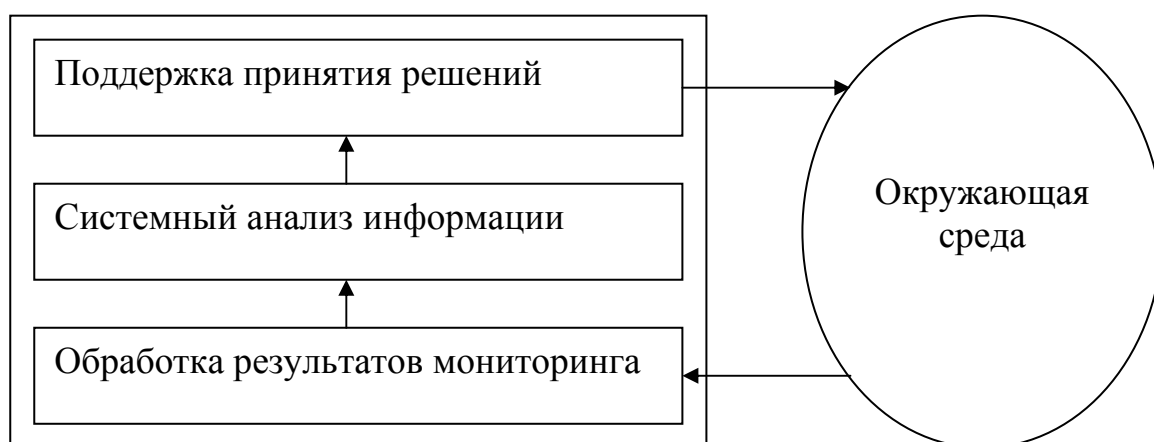 Поддержка принятия решений
Системный анализ информации
Обработка результатов мониторинга
Окружающая
среда